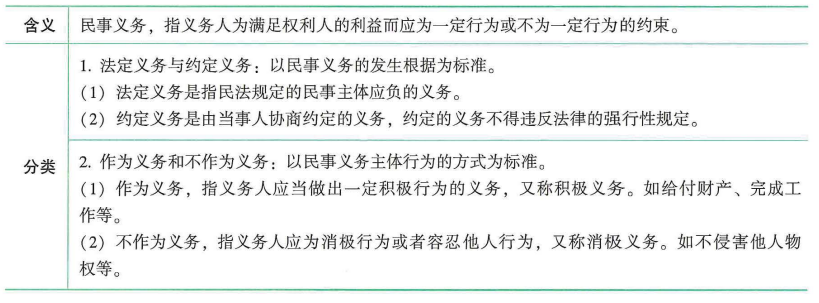 含义 民事义务，指义务人为满足权利人的利益而应为一定行为或不为一定行为的约束。
1. 法定义务与约定义务：以民事义务的发生根据为标准。
（1）法定义务是指民法规定的民事主体应负的义务。
（2）约定义务是由当事人协商约定的义务，约定的义务不得违反法律的强行性规定。
分类
2. 作为义务和不作为义务：以民事义务主体行为的方式为标准。
（1）作为义务，指义务人应当做出一定积极行为的义务，又称积极义务。如给付财产、完成工
作等。
（2）不作为义务，指义务人应为消极行为或者容忍他人行为，又称消极义务。如不侵害他人物
权等。